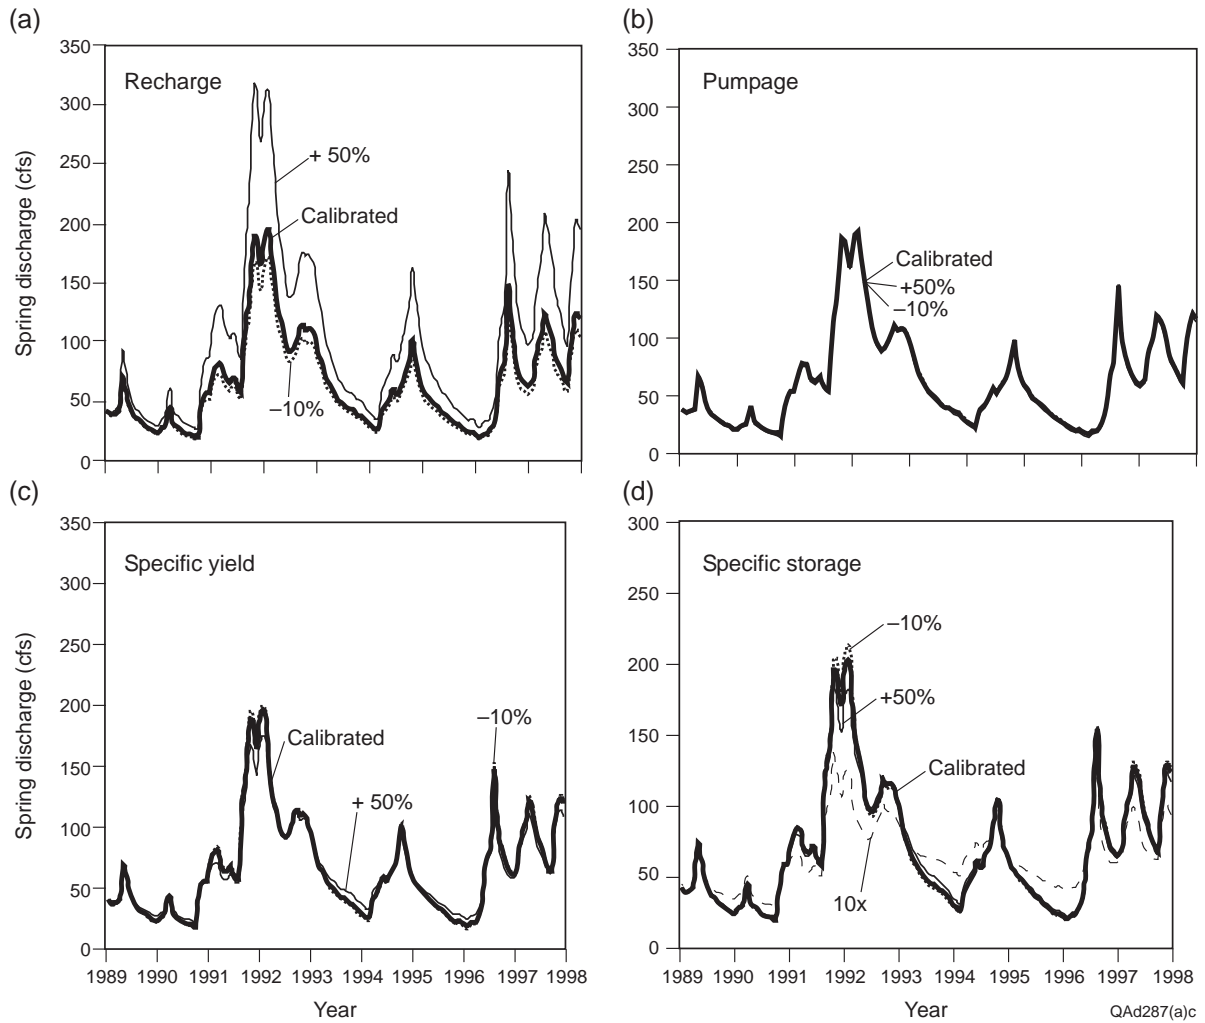 (a)
350
300
250
200
150
100
50
0
Spring discharge (cfs)
Recharge
+ 50%
Calibrated
–10%
(b)
350
300
250
200
150
100
50
0
Pumpage
Calibrated
+50%
–10%
(c)
350
300
250
200
150
100
50
0
Spring discharge (cfs)
Specific yield
Calibrated
+ 50%
–10%
1989 1990 1991 1992 1993 1994 1995 1996 1997 1998
Year
(d)
300
250
200
150
100
50
0
Specific storage
–10%
+50%
Calibrated
10x
1989 1990 1991 1992 1993 1994 1995 1996 1997 1998
Year
QAd287(a)c